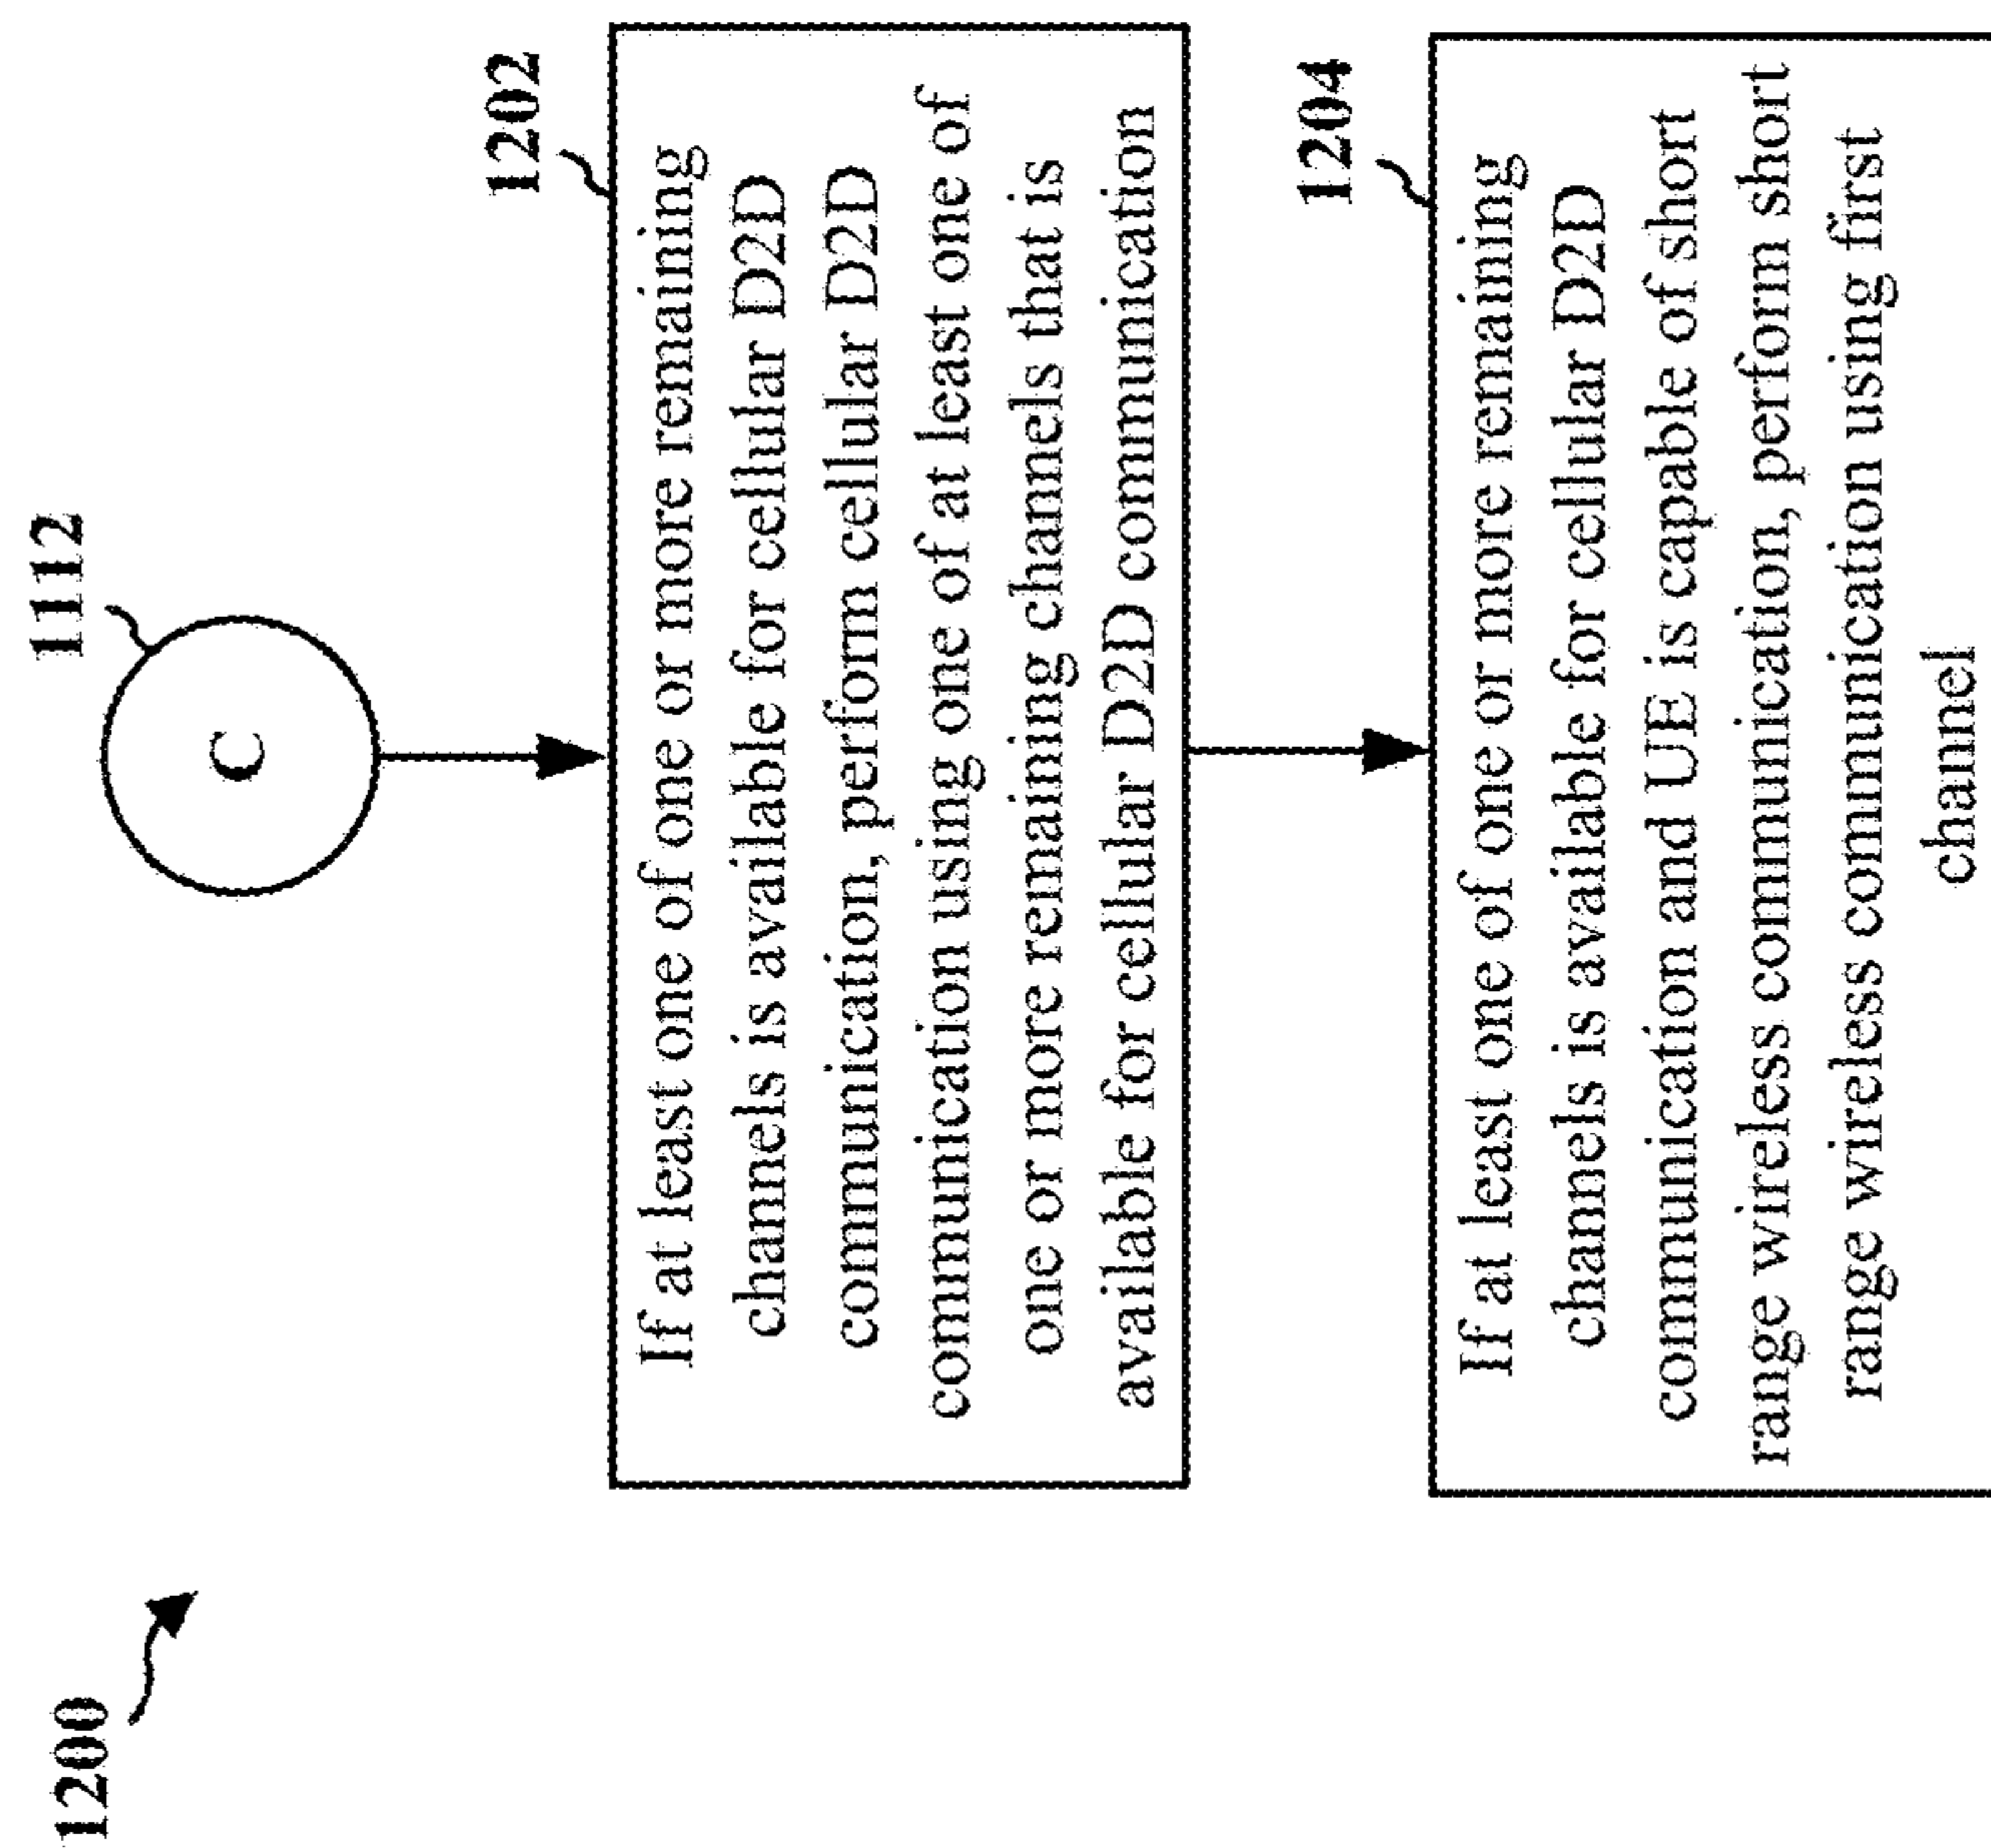 1200
1112
C
1202
If at least one of one or more remaining
channels is available for cellular D2D
communication, perform cellular D2D
communication using one of at least one of
one or more remaining channels that is
available for cellular D2D communication
1204
If at least one of one or more remaining
channels is available for cellular D2D
communication and UE is capable of short
range wireless communication, perform short
range wireless communication using first
channel